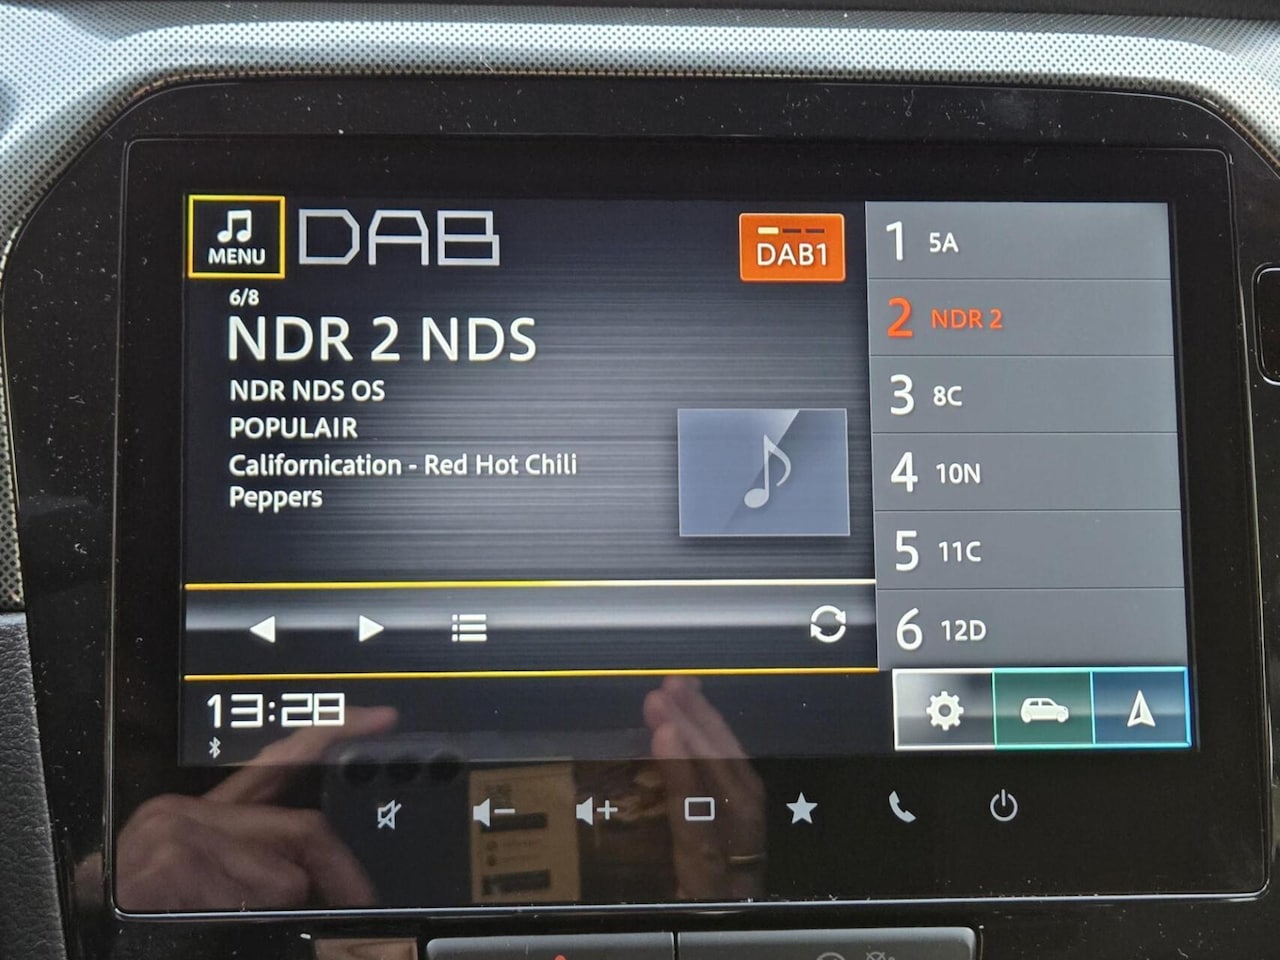 MENU
DAB
DAB1
6/8
NDR 2 NDS
NDR NDS OS
POPULAIR
Californication - Red Hot Chili
Peppers
13:28
1 5A
2 NDR 2
3 8C
4 10N
5 11C
6 12D